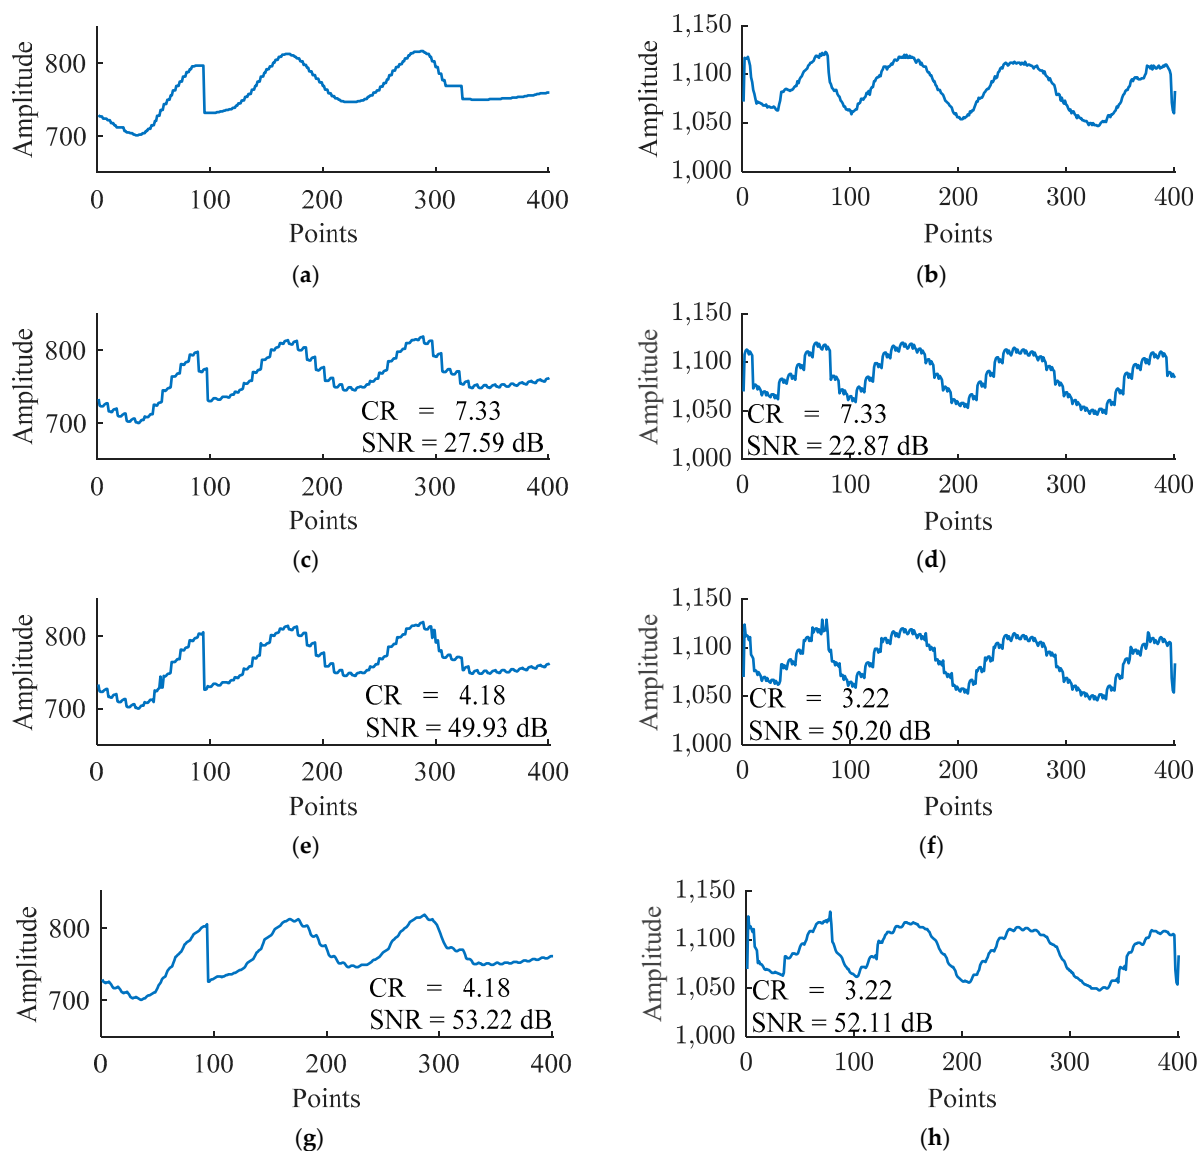 Amplitude
800
700
0 100 200 300 400
Points
(a)
Amplitude
1,150
1,100
1,050
1,000
0 100 200 300 400
Points
(b)
Amplitude
800
700
CR = 7.33
SNR = 27.59 dB
0 100 200 300 400
Points
(c)
Amplitude
1,150
1,100
1,050
1,000
CR = 7.33
SNR = 22.87 dB
0 100 200 300 400
Points
(d)
Amplitude
800
700
CR = 4.18
SNR = 49.93 dB
0 100 200 300 400
Points
(e)
Amplitude
1,150
1,100
1,050
1,000
CR = 3.22
SNR = 50.20 dB
0 100 200 300 400
Points
(f)
Amplitude
800
700
CR = 4.18
SNR = 53.22 dB
0 100 200 300 400
Points
(g)
Amplitude
1,150
1,100
1,050
1,000
CR = 3.22
SNR = 52.11 dB
0 100 200 300 400
Points
(h)